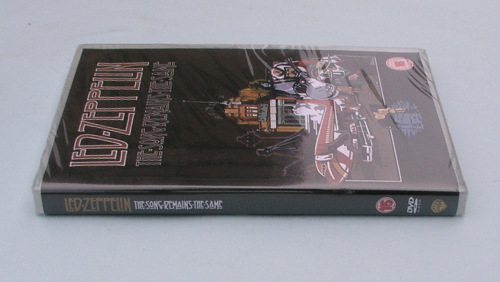 LED-ZEPPELIN
THE-SONG-REMAINS-THE-SAME
LED-ZEPPELIN THE-SONG-REMAINS-THE-SAME 15 DVD